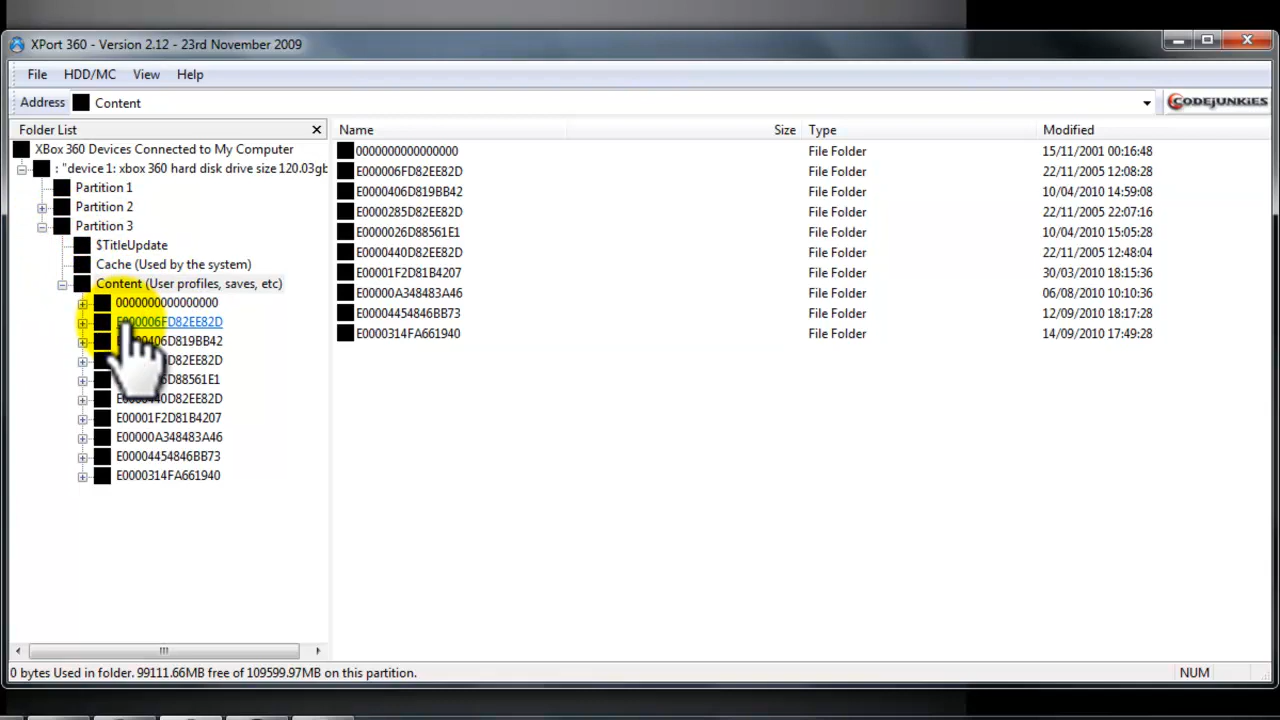 XPort 360 - Version 2.12 - 23rd November 2009
File HDD/MC View Help
Address Content CODEJUNKIES
Folder List
XBox 360 Devices Connected to My Computer
: "device 1: xbox 360 hard disk drive size 120.03gb
Partition 1
Partition 2
Partition 3
$TitleUpdate
Cache (Used by the system)
Content (User profiles, saves, etc)
0000000000000000
E000006FD82EE82D
406D819BB42
D82EE82D
D88561E1
E0000440D82EE82D
E00001F2D81B4207
E00000A348483A46
E00004454846BB73
E0000314FA661940
Name Size Type Modified
0000000000000000 File Folder 15/11/2001 00:16:48
E000006FD82EE82D File Folder 22/11/2005 12:08:28
E0000406D819BB42 File Folder 10/04/2010 14:59:08
E0000285D82EE82D File Folder 22/11/2005 22:07:16
E0000026D88561E1 File Folder 10/04/2010 15:05:28
E0000440D82EE82D File Folder 22/11/2005 12:48:04
E00001F2D81B4207 File Folder 30/03/2010 18:15:36
E00000A348483A46 File Folder 06/08/2010 10:10:36
E00004454846BB73 File Folder 12/09/2010 18:17:28
E0000314FA661940 File Folder 14/09/2010 17:49:28
0 bytes Used in folder. 99111.66MB free of 109599.97MB on this partition. NUM